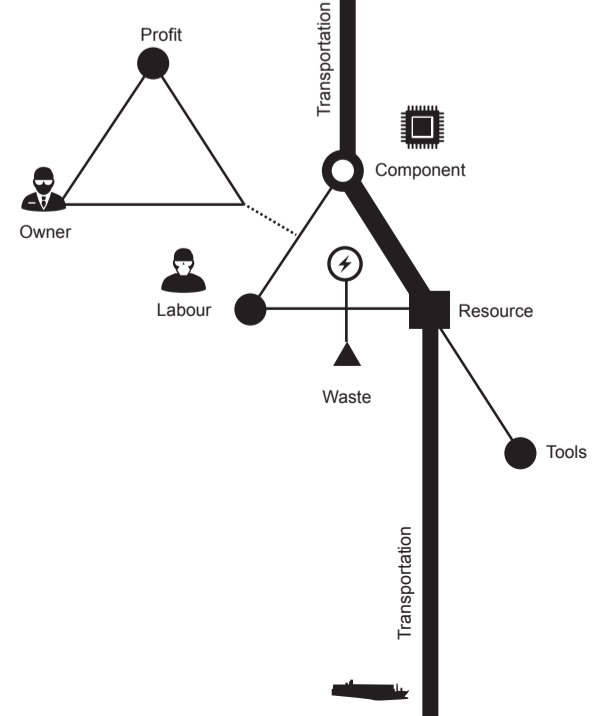 Profit
Transportation
Component
Owner
Labour
Resource
Waste
Tools
Transportation